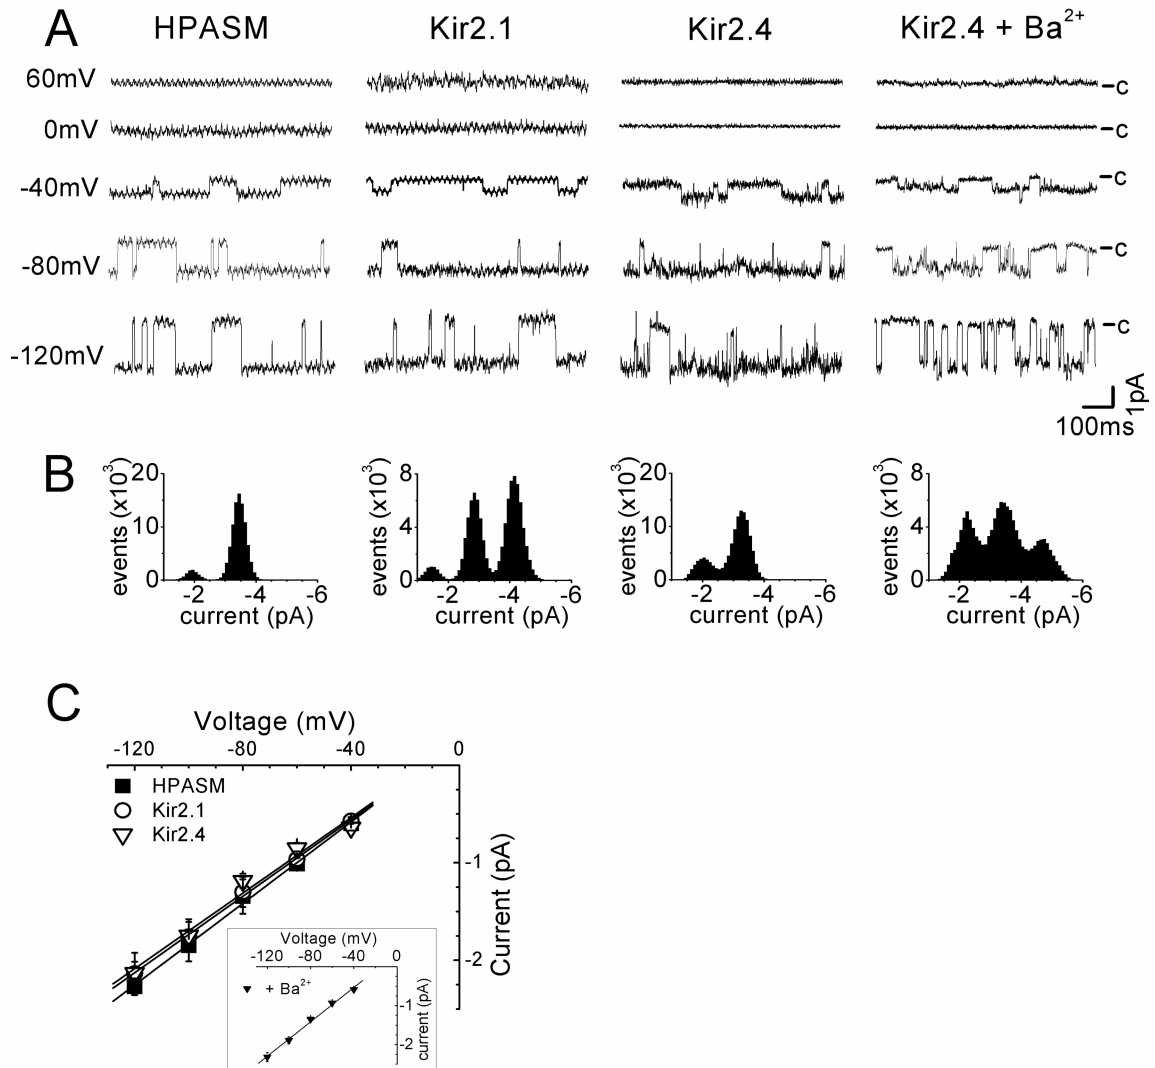 A
HPASM Kir2.1 Kir2.4 Kir2.4 + Ba2+
60mV c
0mV c
-40mV c
-80mV c
-120mV c
1pA
100ms
B
events (x10³) 20 10 0
-2 -4 -6
current (pA)
events (x10³) 8 4 0
-2 -4 -6
current (pA)
events (x10³) 20 10 0
-2 -4 -6
current (pA)
events (x10³) 8 4 0
-2 -4 -6
current (pA)
C
Voltage (mV)
-120 -80 -40 0
HPASM
Kir2.1
Kir2.4
-1
-2
Current (pA)
Voltage (mV)
-120 -80 -40 0
+ Ba2+
-1
-2
current (pA)